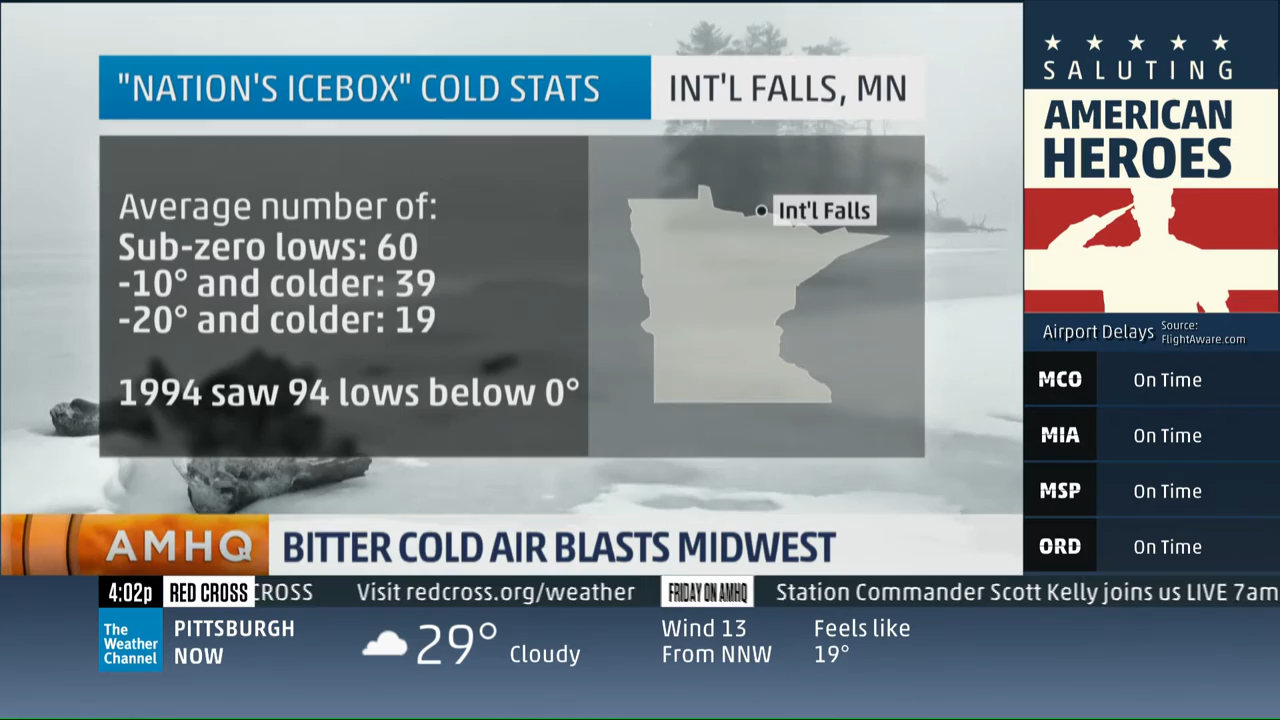 "NATION'S ICEBOX" COLD STATS
INT'L FALLS, MN
Average number of:
Sub-zero lows: 60
-10° and colder: 39
-20° and colder: 19
1994 saw 94 lows below 0°
Int'l Falls
SALUTING
AMERICAN
HEROES
Airport Delays Source:
FlightAware.com
MCO On Time
MIA On Time
MSP On Time
ORD On Time
AMHQ BITTER COLD AIR BLASTS MIDWEST
4:02p RED CROSS CROSS Visit redcross.org/weather FRIDAY ON AMHQ Station Commander Scott Kelly joins us LIVE 7am
The
Weather
Channel
PITTSBURGH
NOW
29° Cloudy
Wind 13
From NNW
Feels like
19°